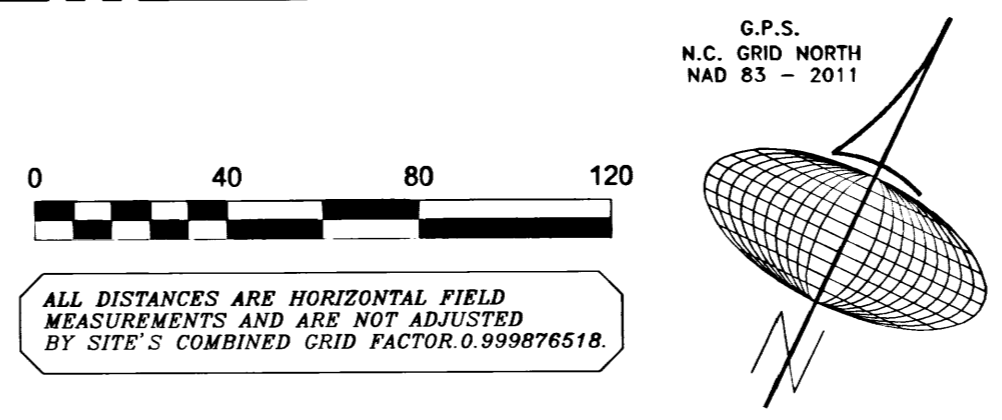 G.P.S.
N.C. GRID NORTH
NAD 83 - 2011
0 40 80 120
ALL DISTANCES ARE HORIZONTAL FIELD
MEASUREMENTS AND ARE NOT ADJUSTED
BY SITE'S COMBINED GRID FACTOR.0.999876518.
N